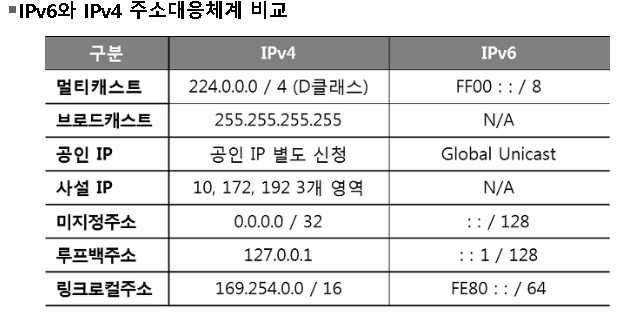 ▪IPv6와 IPv4 주소대응체계 비교
구분 IPv4 IPv6
멀티캐스트 224.0.0.0 / 4 (D클래스) FF00 : : / 8
브로드캐스트 255.255.255.255 N/A
공인 IP 공인 IP 별도 신청 Global Unicast
사설 IP 10, 172, 192 3개 영역 N/A
미지정주소 0.0.0.0 / 32 : : / 128
루프백주소 127.0.0.1 : : 1 / 128
링크로컬주소 169.254.0.0 / 16 FE80 : : / 64